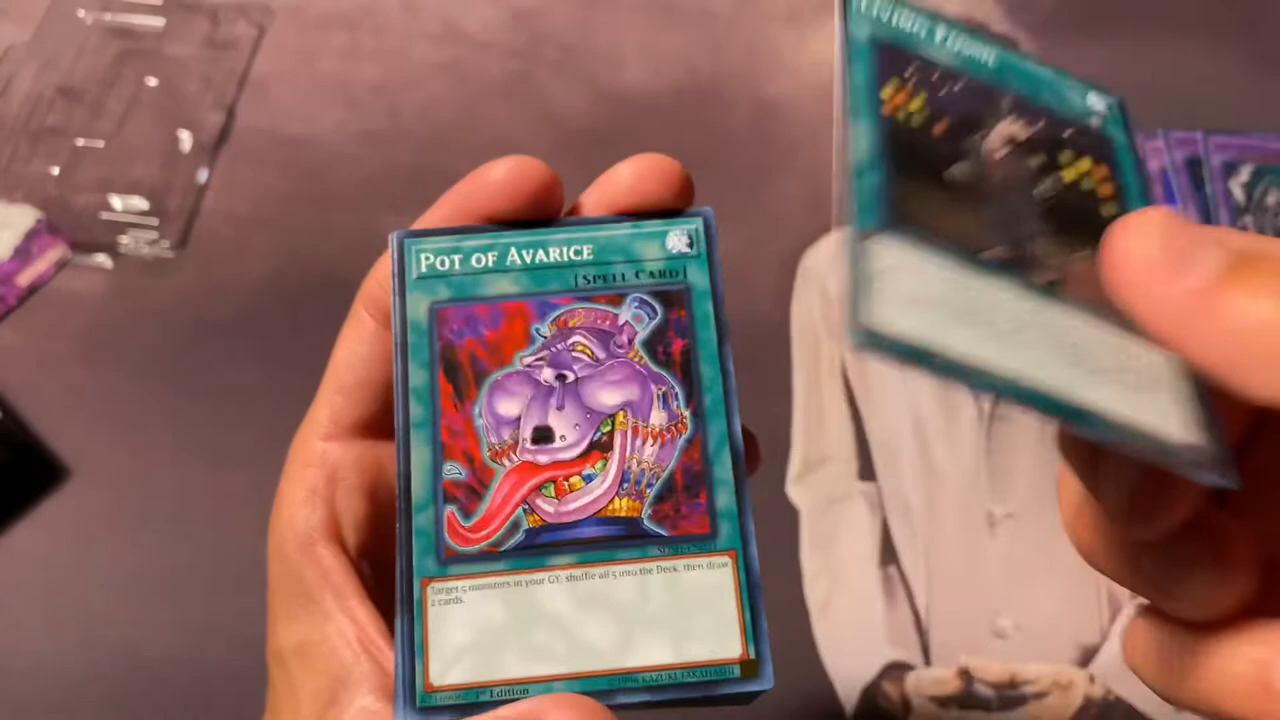 POT OF AVARICE
[SPELL CARD]
Target 5 monsters in your GY; shuffle all 5 into the Deck, then draw
2 cards.
67169062 1st Edition
©1996 KAZUKI TAKAHASHI